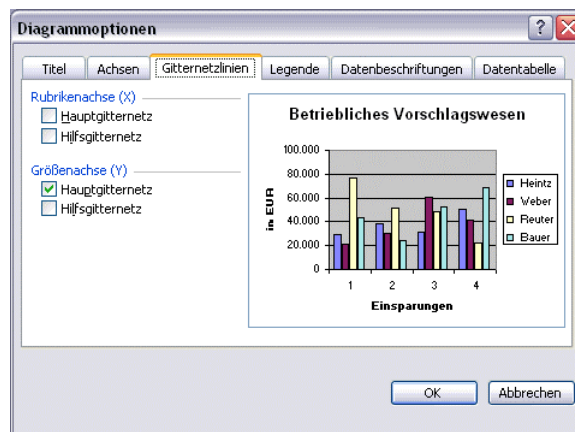 Diagrammoptionen
Titel
Achsen
Gitternetzlinien
Legende
Datenbeschriftungen
Datentabelle
Rubrikenachse (X)
Hauptgitternetz
Hilfsgitternetz
Größenachse (Y)
Hauptgitternetz
Hilfsgitternetz
Betriebliches Vorschlagswesen
100.000
80.000
60.000
40.000
20.000
0
in EUR
1 2 3 4
Einsparungen
Heintz
Weber
Reuter
Bauer
OK
Abbrechen